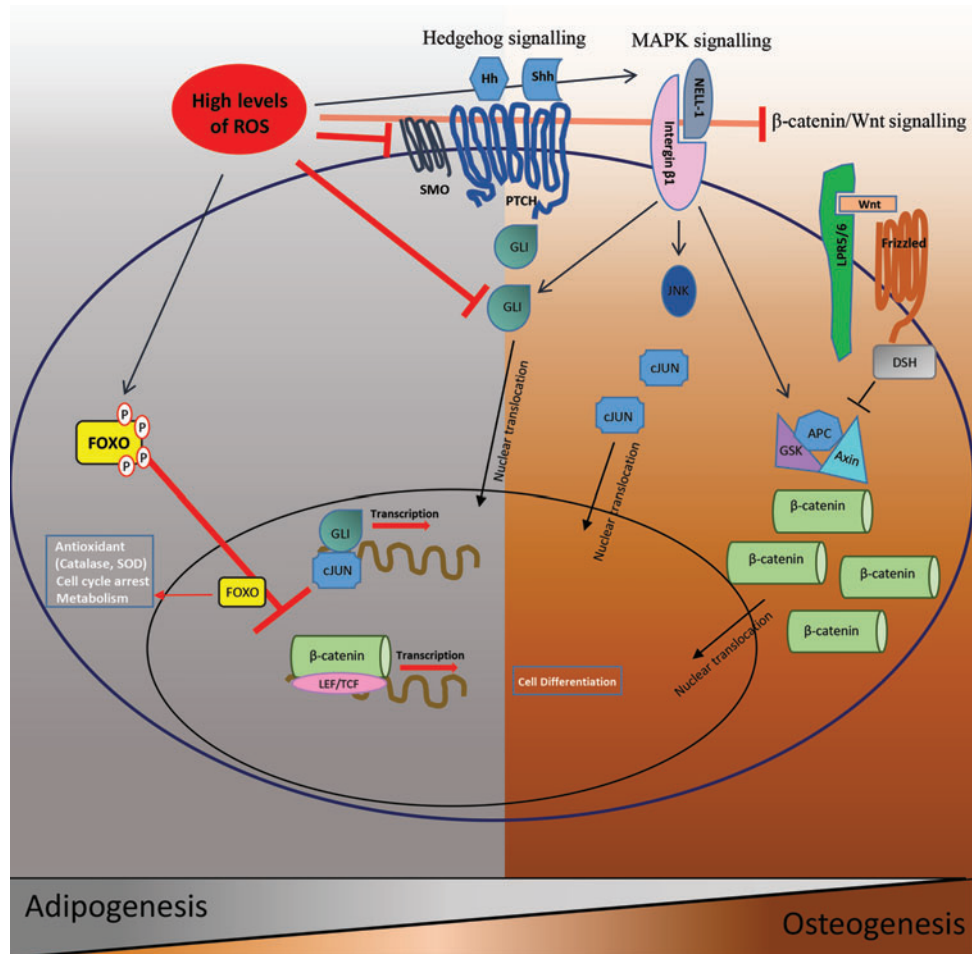 Hedgehog signalling
MAPK signalling
Hh
Shh
NELL-1
High levels
of ROS
β-catenin/Wnt signalling
Intergin β1
SMO
PTCH
LPR5/6
Wnt
Frizzled
GLI
GLI
JNK
DSH
cJUN
cJUN
P
P
P
P
FOXO
APC
GSK
Axin
Nuclear translocation
Nuclear translocation
β-catenin
β-catenin
β-catenin
β-catenin
Nuclear translocation
GLI
Transcription
cJUN
Antioxidant
(Catalase, SOD)
Cell cycle arrest
Metabolism
FOXO
β-catenin
Transcription
LEF/TCF
Cell Differentiation
Adipogenesis
Osteogenesis